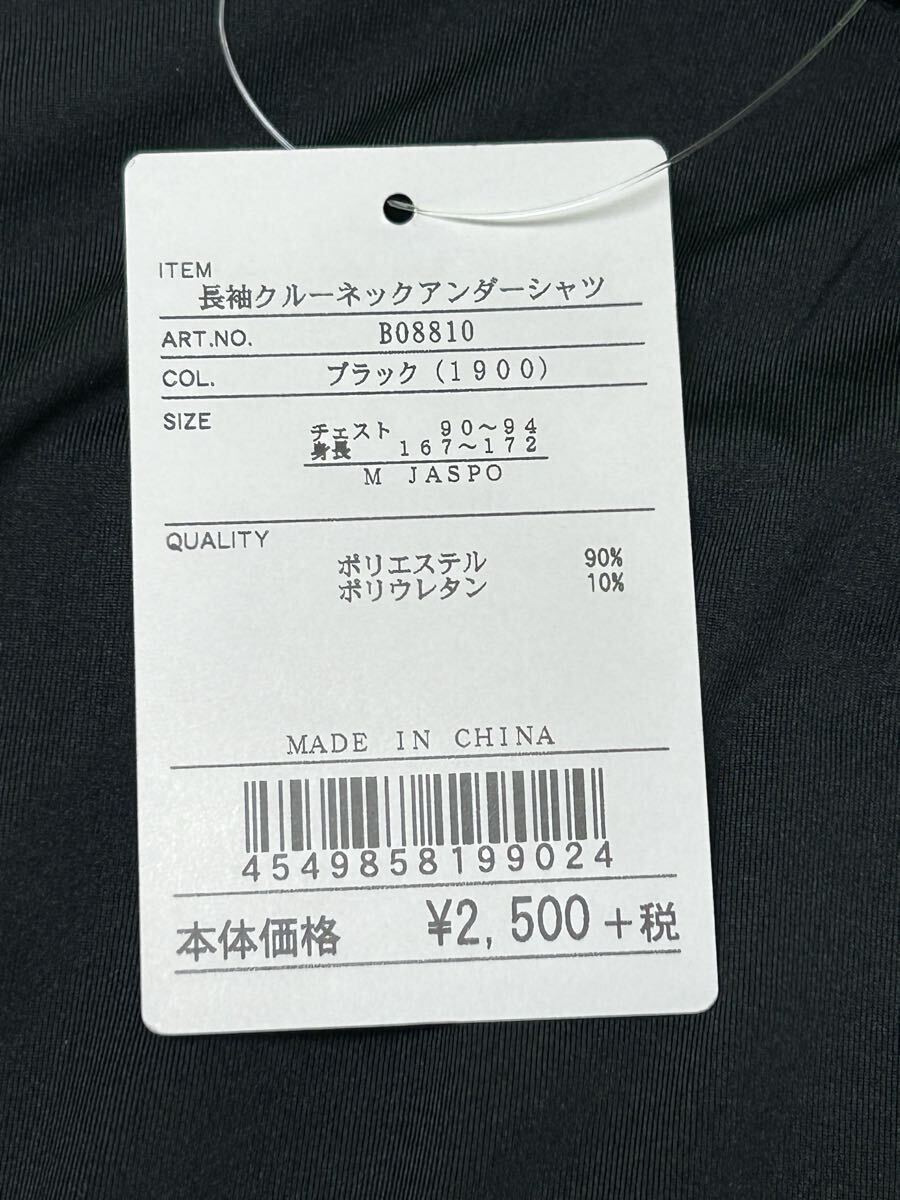 ITEM
長袖クルーネックアンダーシャツ
ART.NO. B08810
COL. ブラック(1900)
SIZE
チェスト 90〜94
身長 167〜172
M JASPO
QUALITY
ポリエステル 90%
ポリウレタン 10%
MADE IN CHINA
4549858199024
本体価格 ¥2,500+税